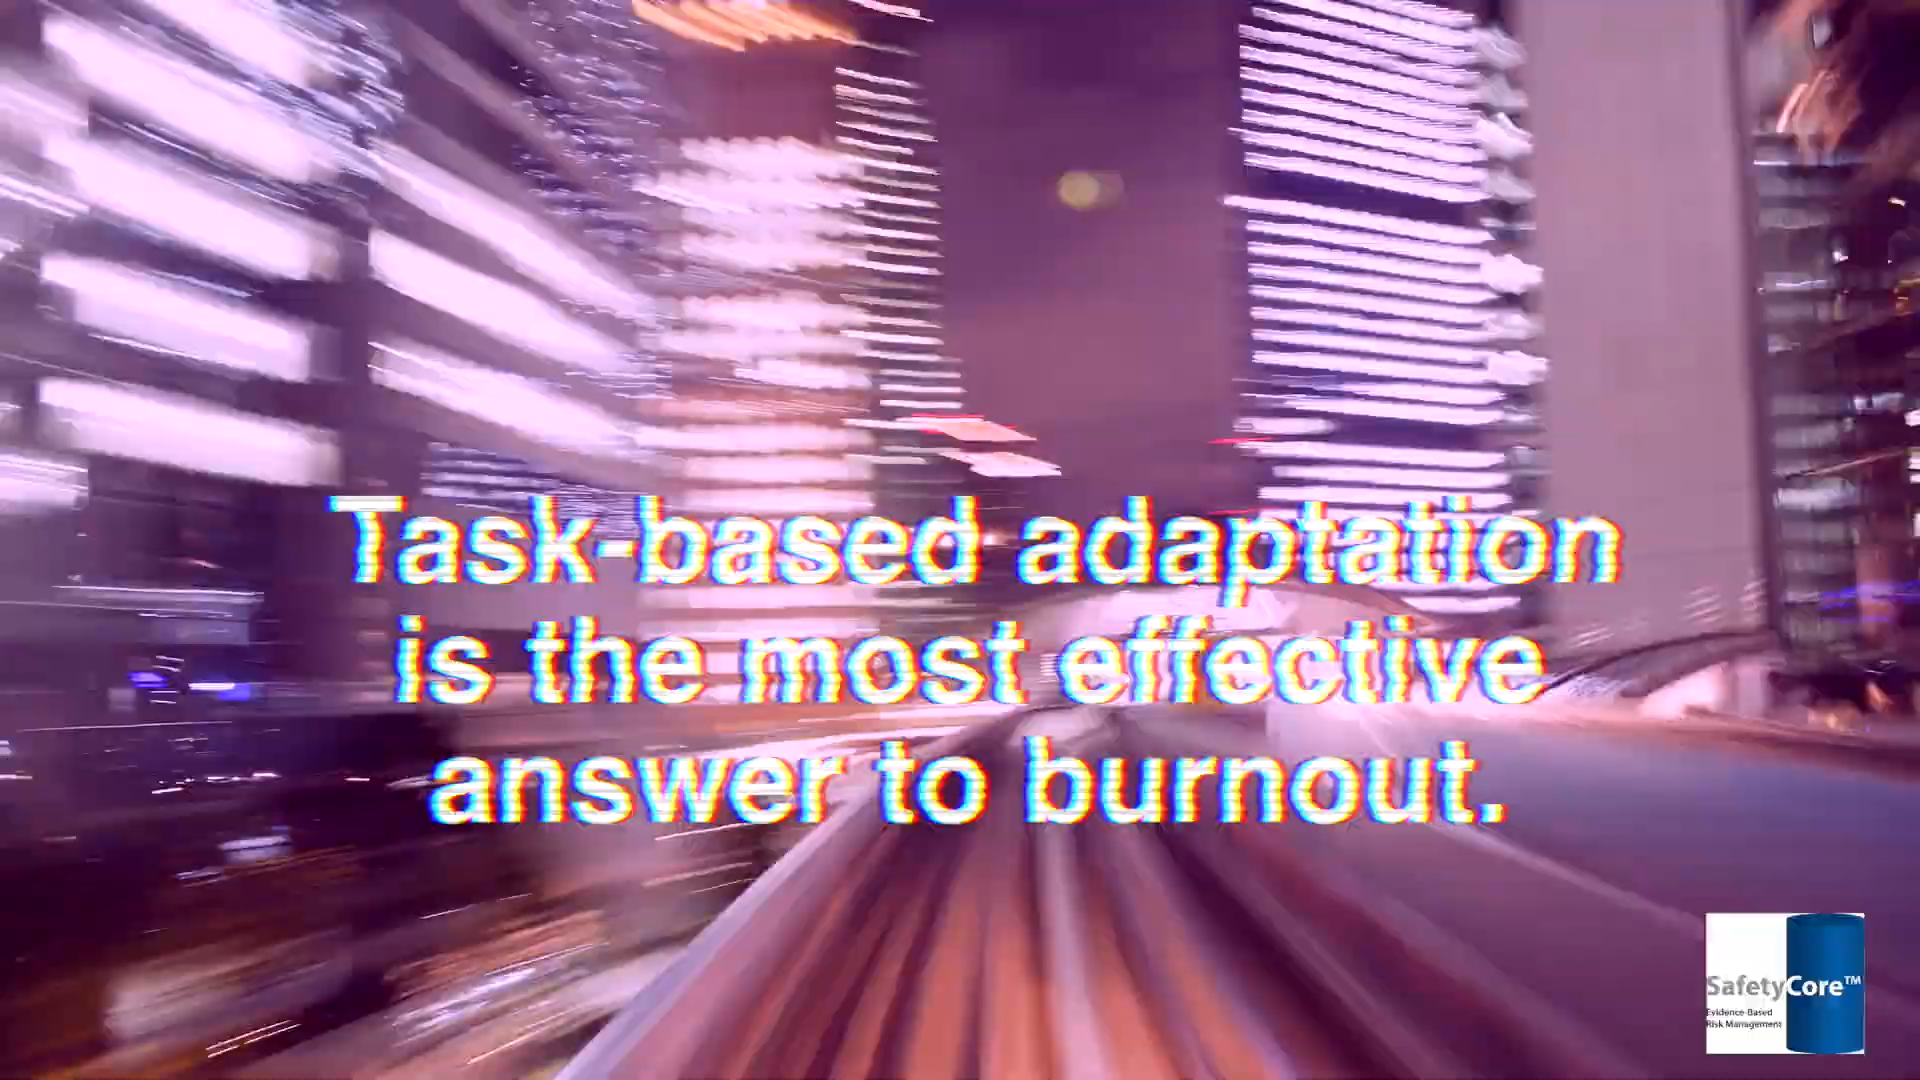 Task-based adaptation
is the most effective
answer to burnout.
SafetyCore™
Evidence-Based
Risk Management